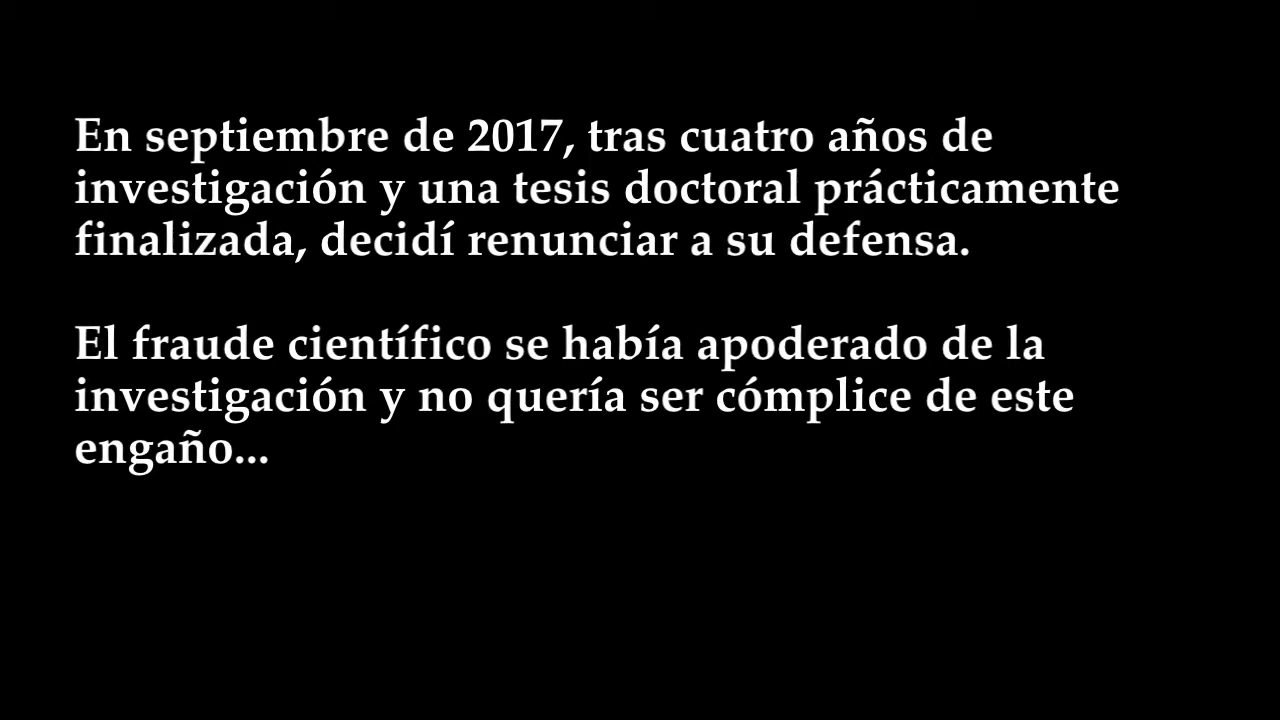 En septiembre de 2017, tras cuatro años de
investigación y una tesis doctoral prácticamente
finalizada, decidí renunciar a su defensa.
El fraude científico se había apoderado de la
investigación y no quería ser cómplice de este
engaño...